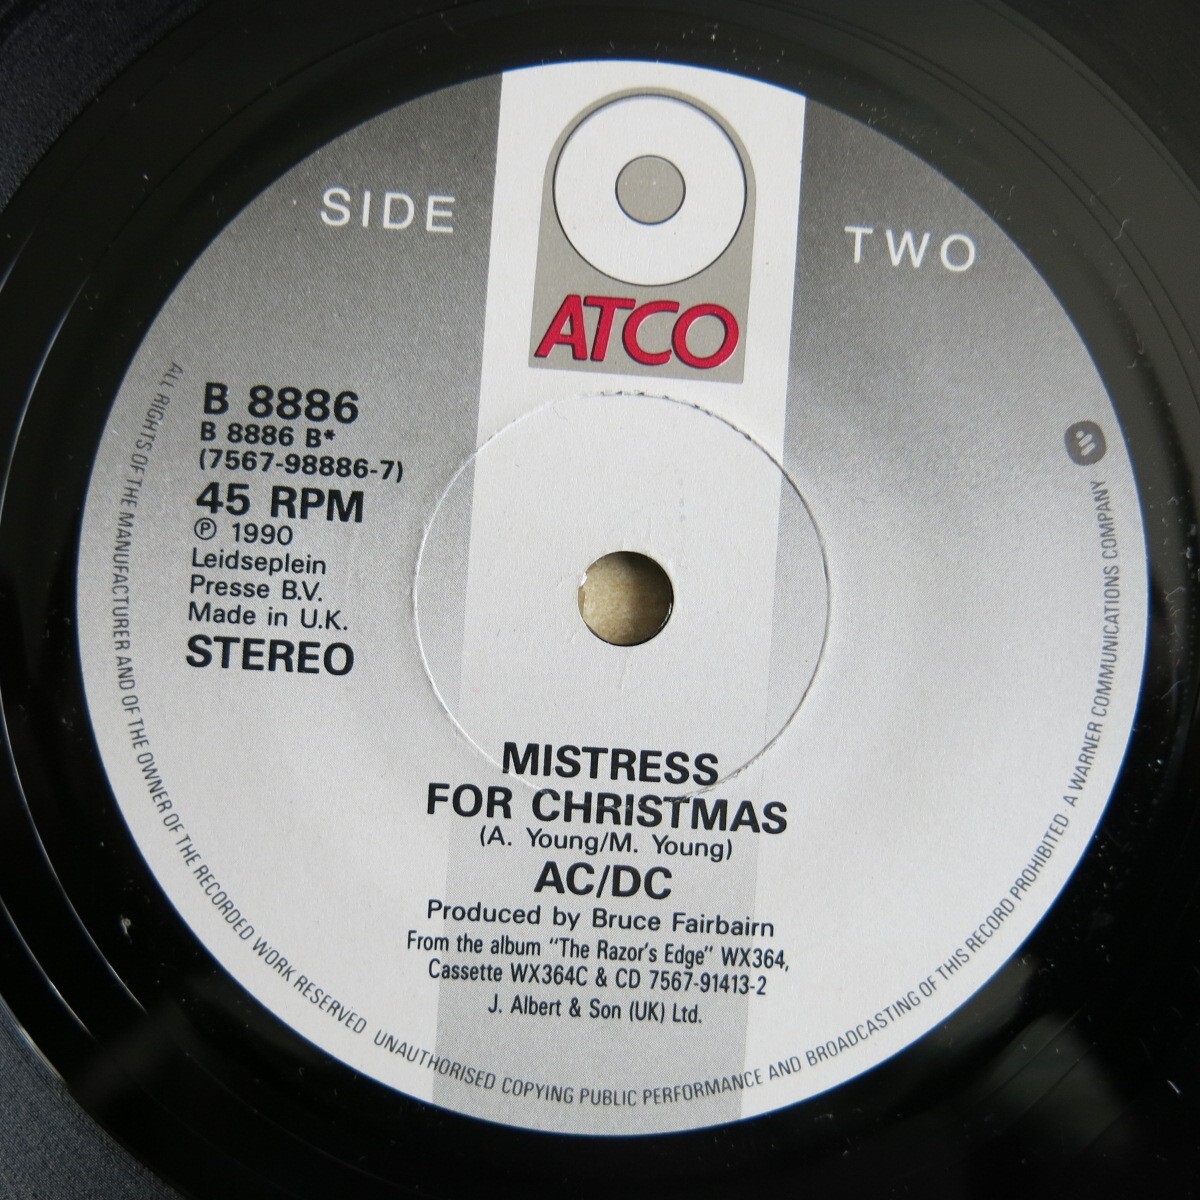 SIDE TWO
ATCO
B 8886
B 8886 B*
(7567-98886-7)
45 RPM
℗ 1990
Leidseplein
Presse B.V.
Made in U.K.
STEREO
MISTRESS
FOR CHRISTMAS
(A. Young/M. Young)
AC/DC
Produced by Bruce Fairbairn
From the album "The Razor's Edge" WX364,
Cassette WX364C & CD 7567-91413-2
J. Albert & Son (UK) Ltd.
ALL RIGHTS OF THE MANUFACTURER AND OF THE OWNER OF THE RECORDED WORK RESERVED UNAUTHORISED COPYING PUBLIC PERFORMANCE AND BROADCASTING OF THIS RECORD PROHIBITED A WARNER COMMUNICATIONS COMPANY